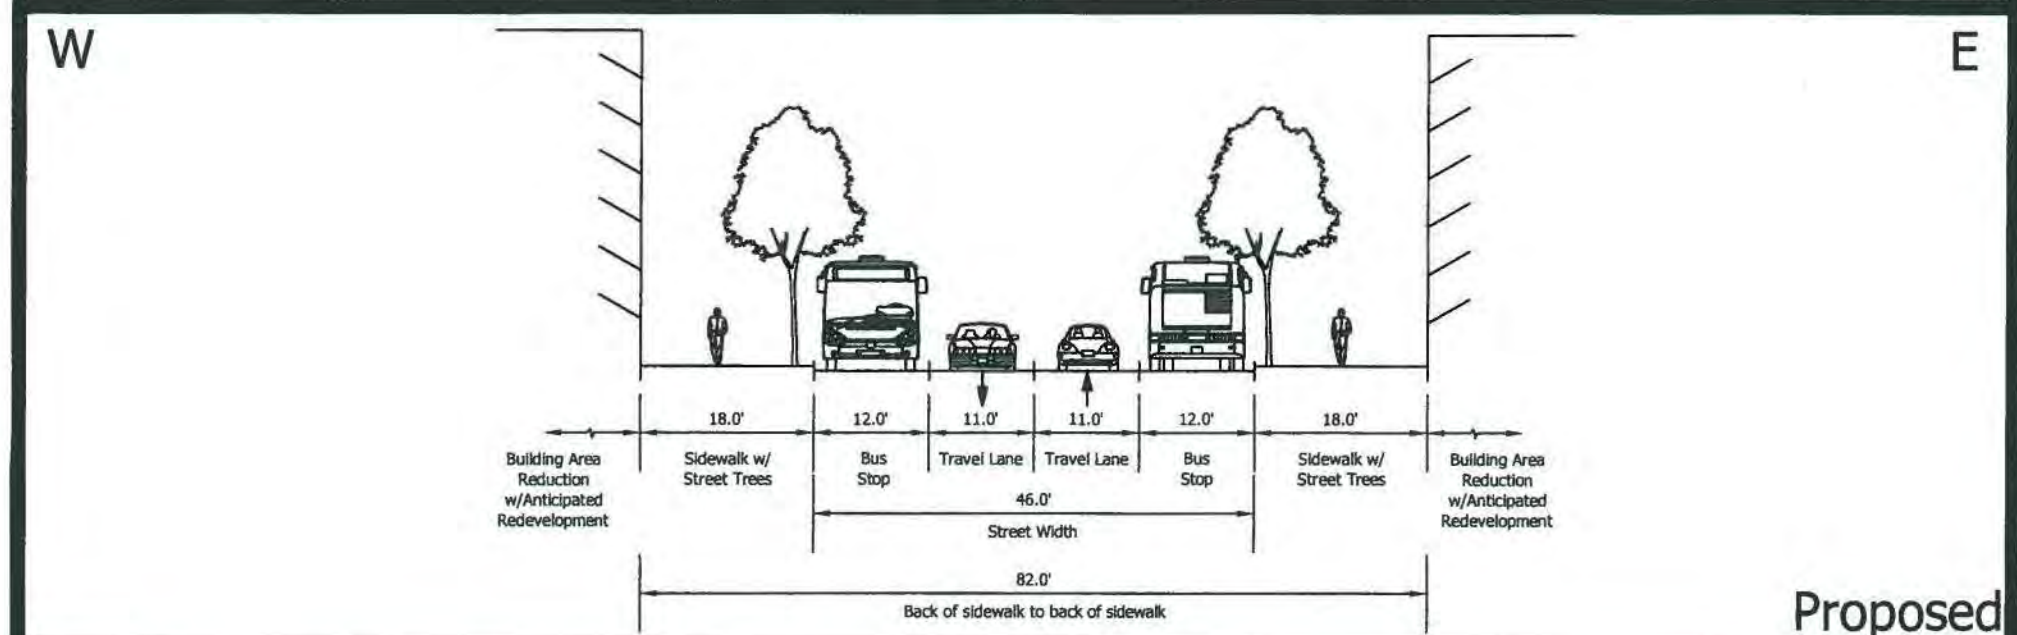 W
E
18.0'
12.0'
11.0'
11.0'
12.0'
18.0'
Building Area
Reduction
w/Anticipated
Redevelopment
Sidewalk w/
Street Trees
Bus
Stop
Travel Lane
Travel Lane
Bus
Stop
Sidewalk w/
Street Trees
Building Area
Reduction
w/Anticipated
Redevelopment
46.0'
Street Width
82.0'
Back of sidewalk to back of sidewalk
Proposed